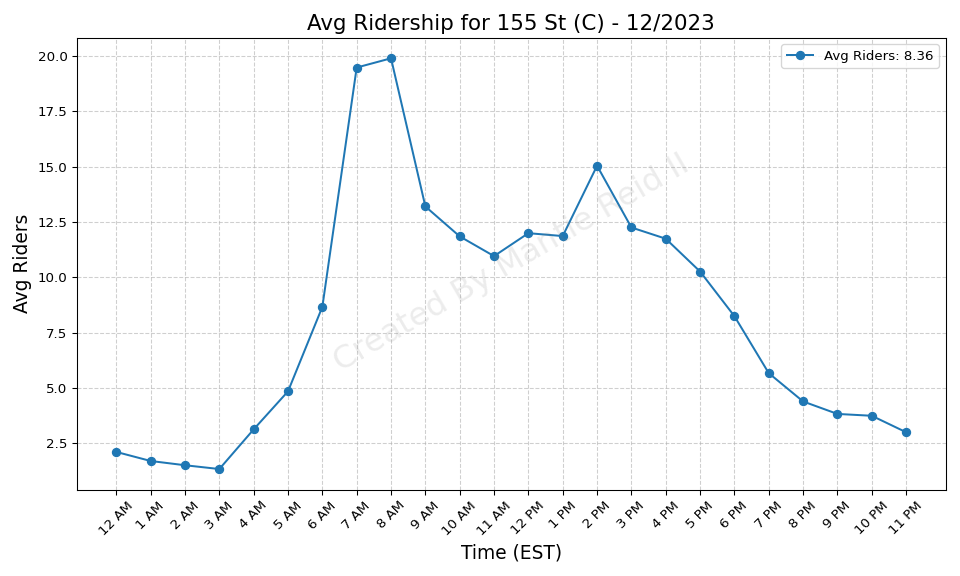 Avg Ridership for 155 St (C) - 12/2023
Avg Riders: 8.36
Avg Riders
20.0
17.5
15.0
12.5
10.0
7.5
5.0
2.5
Created By Mantie Reid II
12 AM
1 AM
2 AM
3 AM
4 AM
5 AM
6 AM
7 AM
8 AM
9 AM
10 AM
11 AM
12 PM
1 PM
2 PM
3 PM
4 PM
5 PM
6 PM
7 PM
8 PM
9 PM
10 PM
11 PM
Time (EST)